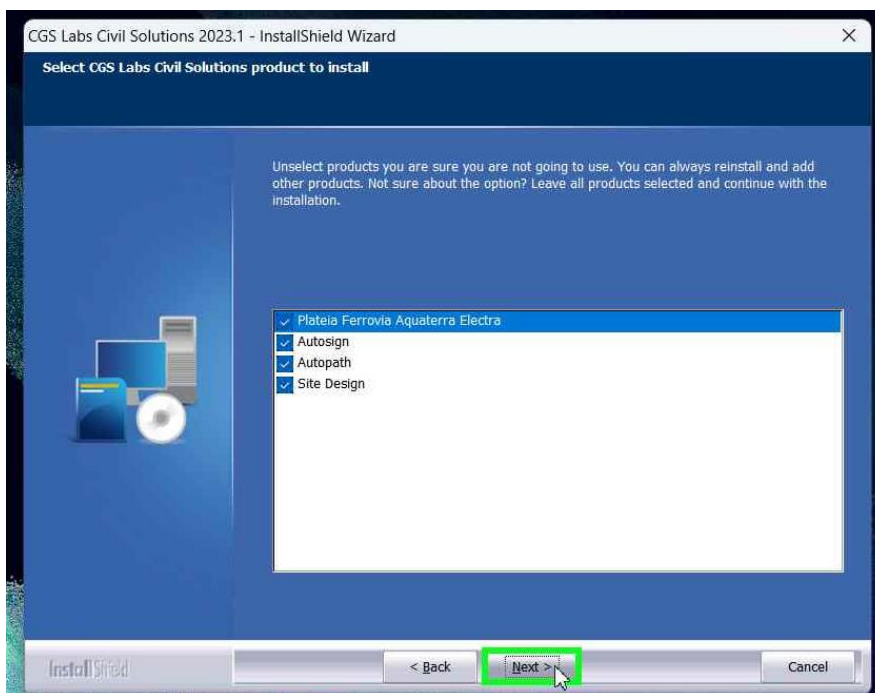 CGS Labs Civil Solutions 2023.1 - InstallShield Wizard
Select CGS Labs Civil Solutions product to install
Unselect products you are sure you are not going to use. You can always reinstall and add
other products. Not sure about the option? Leave all products selected and continue with the
installation.
Plateia Ferrovia Aquaterra Electra
Autosign
Autopath
Site Design
InstallShield
< Back
Next >
Cancel